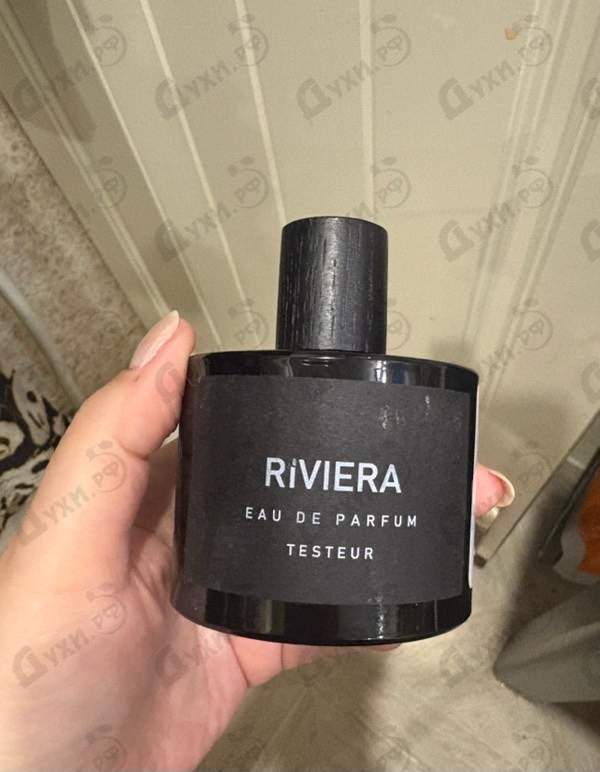 RiVIERA
EAU DE PARFUM
TESTEUR
Духи.РФ